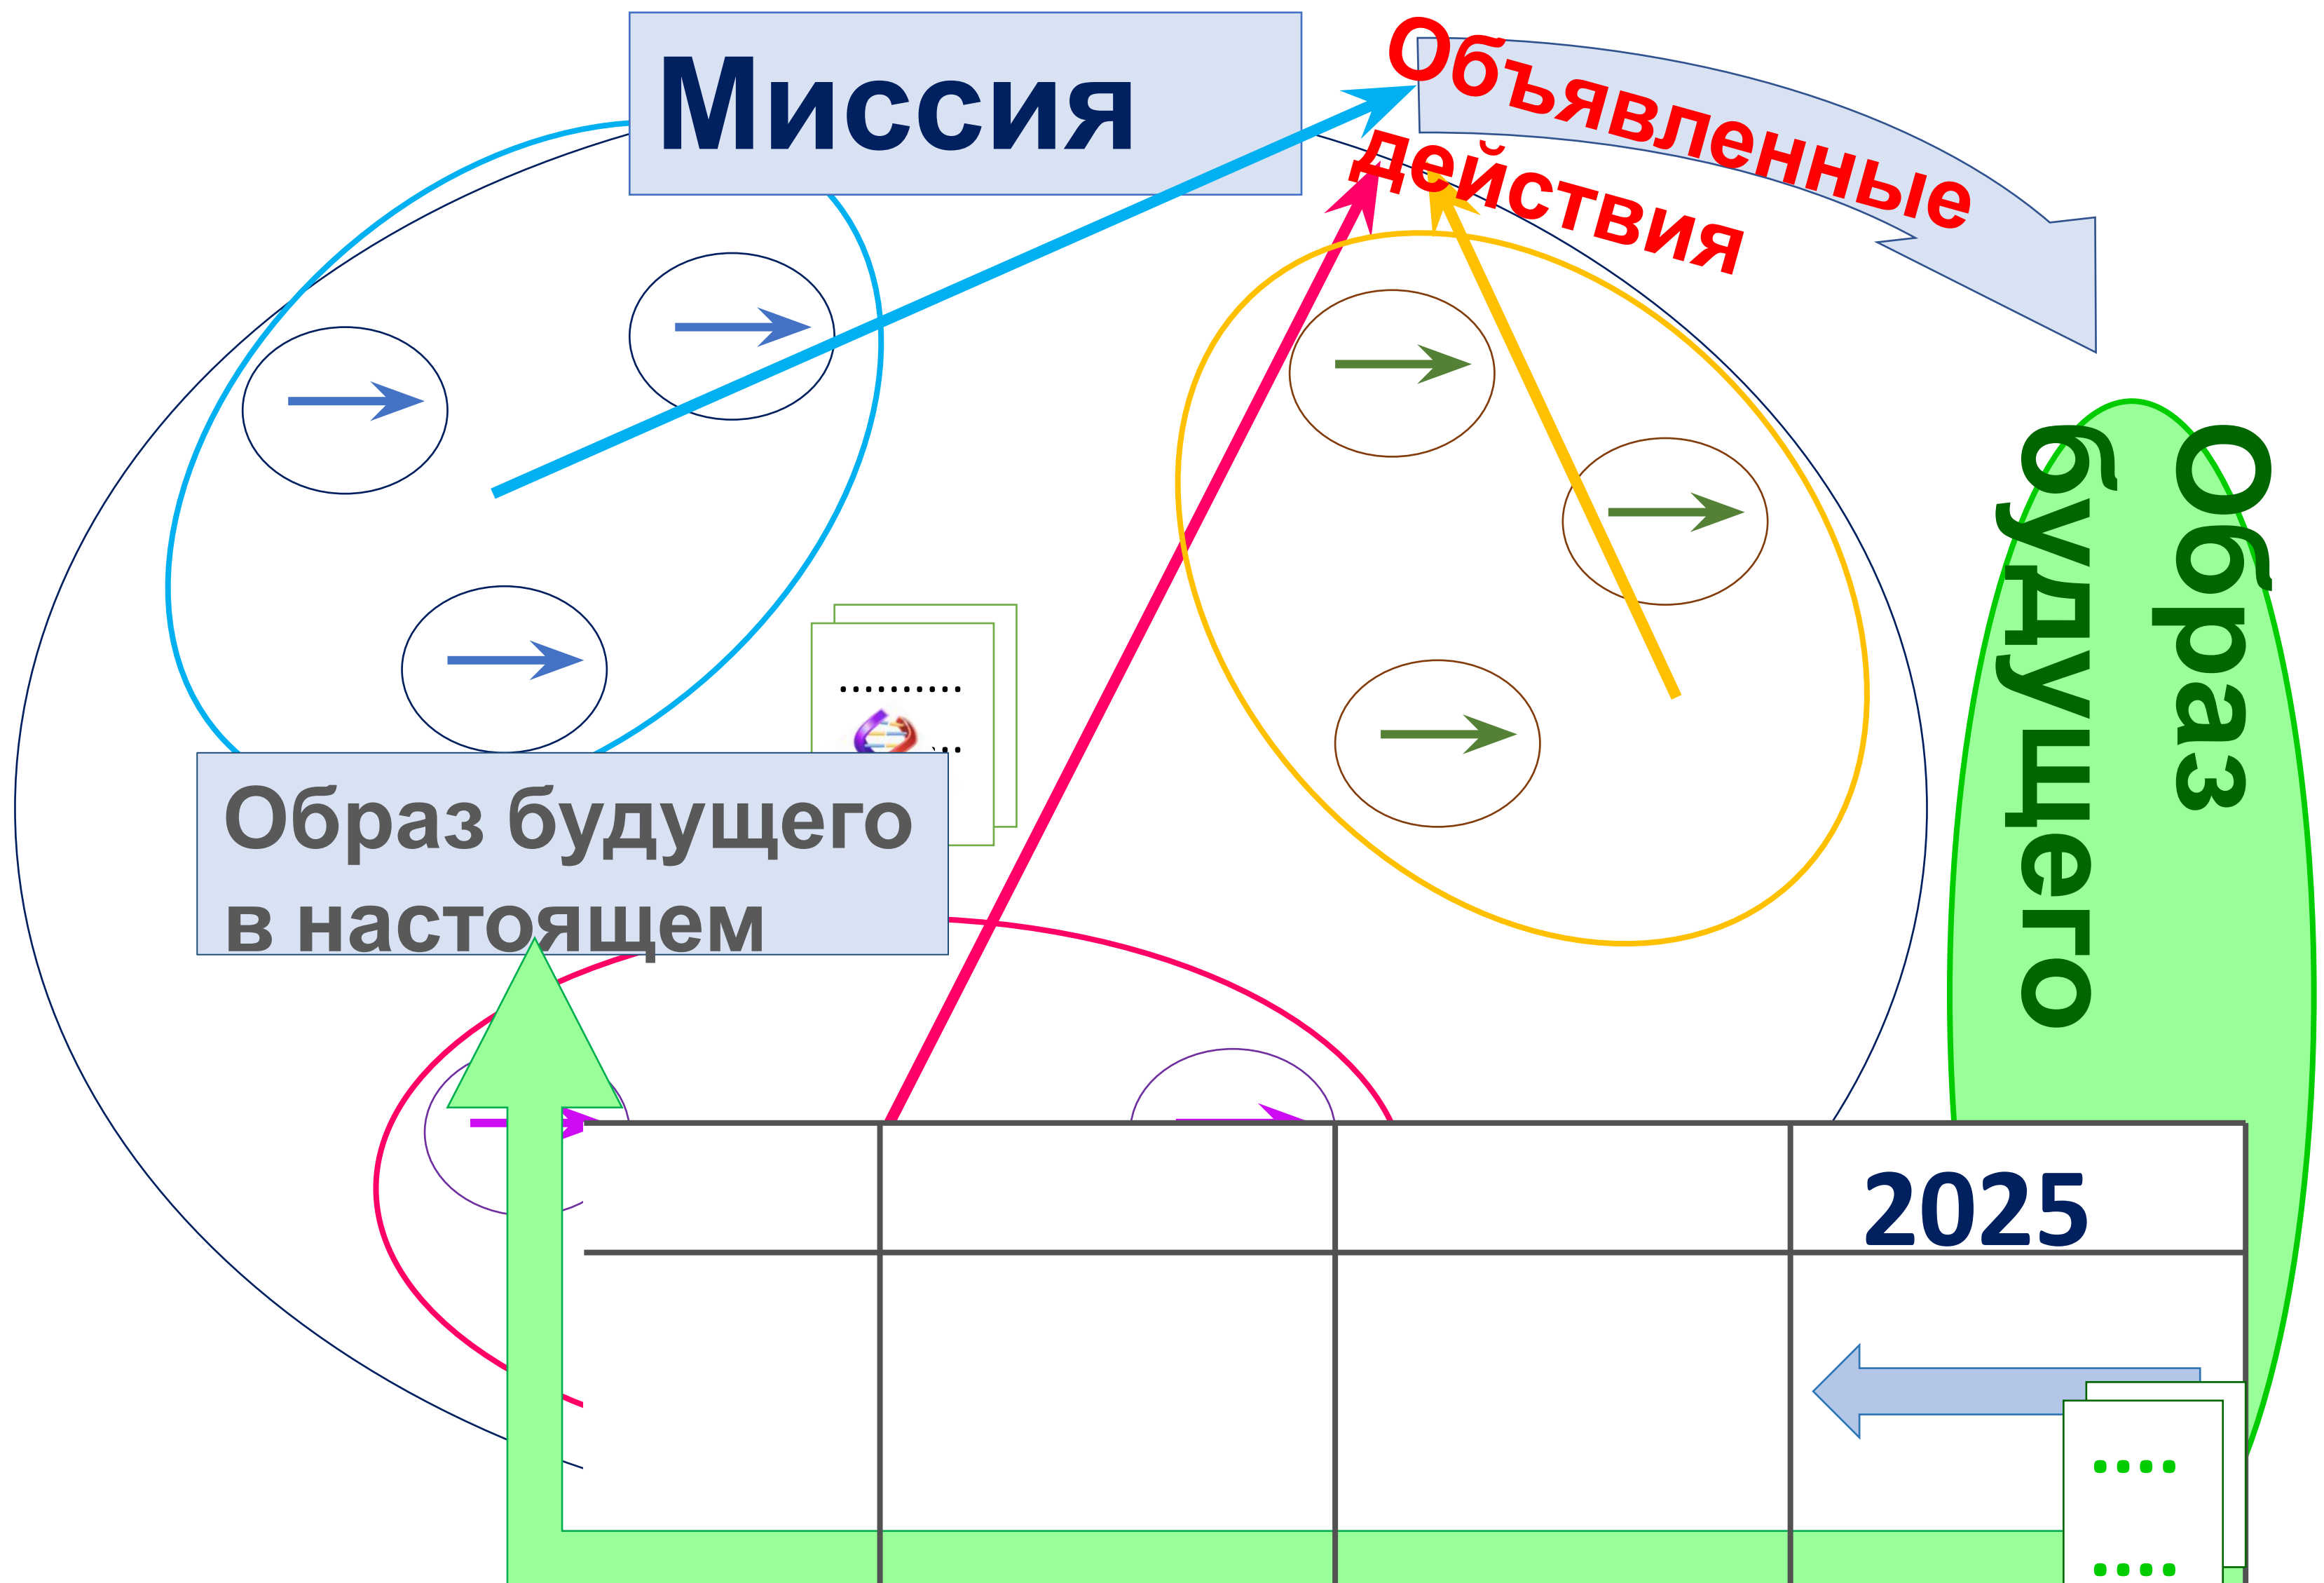 Миссия
Объявленные
действия
Образ
будущего
..........
...
Образ будущего
в настоящем
2025
....
....